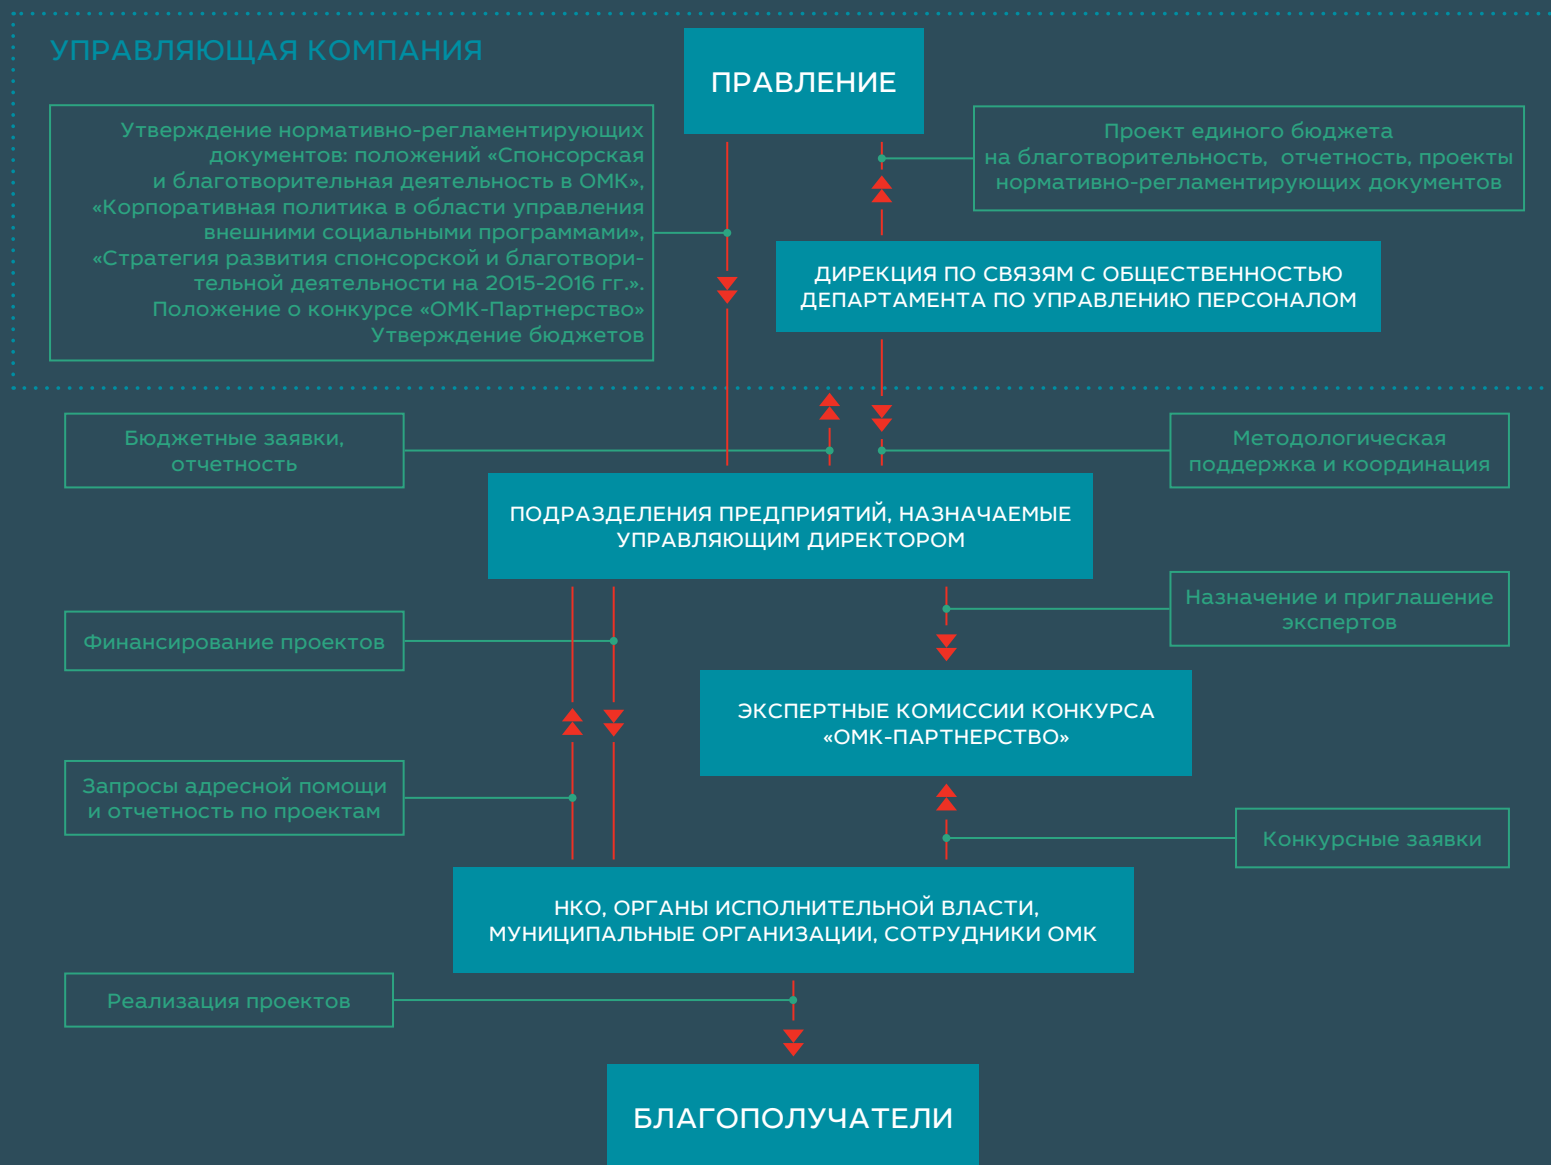 УПРАВЛЯЮЩАЯ КОМПАНИЯ
ПРАВЛЕНИЕ
Утверждение нормативно-регламентирующих
документов: положений «Спонсорская
и благотворительная деятельность в ОМК»,
«Корпоративная политика в области управления
внешними социальными программами»,
«Стратегия развития спонсорской и благотвори-
тельной деятельности на 2015-2016 гг.».
Положение о конкурсе «ОМК-Партнерство»
Утверждение бюджетов
Проект единого бюджета
на благотворительность, отчетность, проекты
нормативно-регламентирующих документов
ДИРЕКЦИЯ ПО СВЯЗЯМ С ОБЩЕСТВЕННОСТЬЮ
ДЕПАРТАМЕНТА ПО УПРАВЛЕНИЮ ПЕРСОНАЛОМ
Бюджетные заявки,
отчетность
Методологическая
поддержка и координация
ПОДРАЗДЕЛЕНИЯ ПРЕДПРИЯТИЙ, НАЗНАЧАЕМЫЕ
УПРАВЛЯЮЩИМ ДИРЕКТОРОМ
Финансирование проектов
Назначение и приглашение
экспертов
ЭКСПЕРТНЫЕ КОМИССИИ КОНКУРСА
«ОМК-ПАРТНЕРСТВО»
Запросы адресной помощи
и отчетность по проектам
Конкурсные заявки
НКО, ОРГАНЫ ИСПОЛНИТЕЛЬНОЙ ВЛАСТИ,
МУНИЦИПАЛЬНЫЕ ОРГАНИЗАЦИИ, СОТРУДНИКИ ОМК
Реализация проектов
БЛАГОПОЛУЧАТЕЛИ